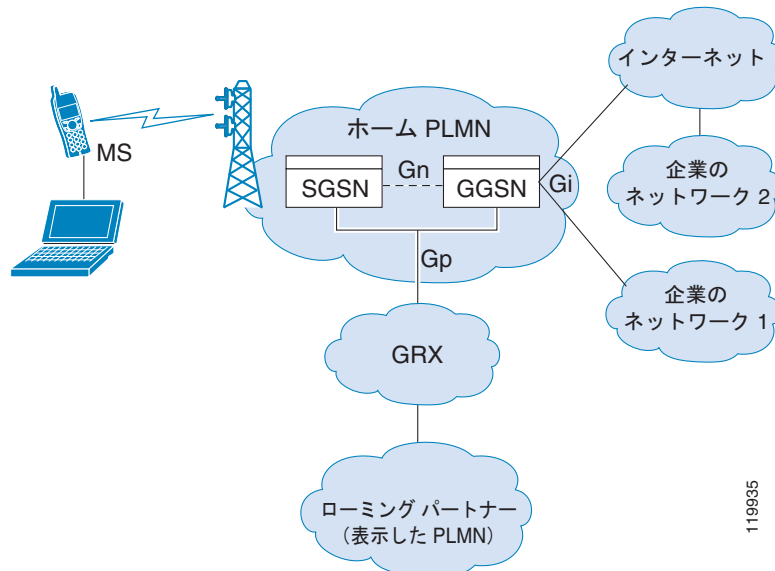 インターネット
ホーム PLMN
MS
SGSN
Gn
GGSN
Gi
企業の
ネットワーク 2
Gp
企業の
ネットワーク 1
GRX
ローミング パートナー
（表示した PLMN）
119935